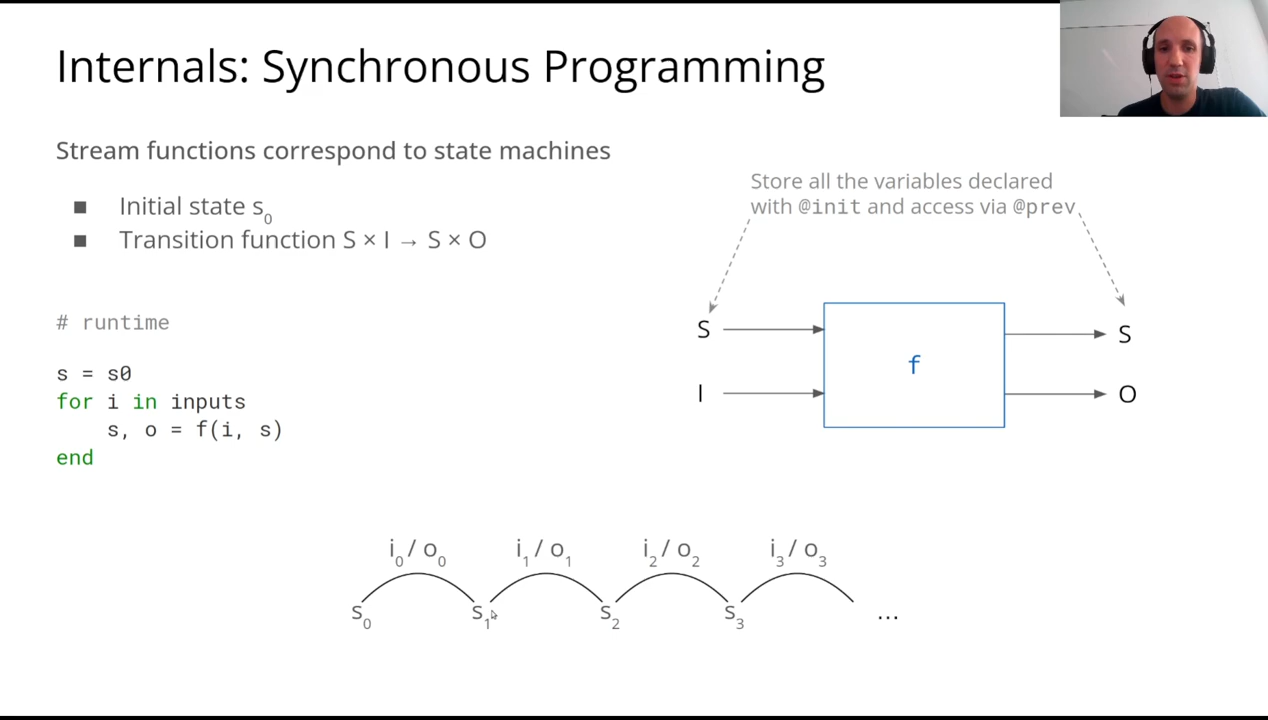 Internals: Synchronous Programming
Stream functions correspond to state machines
■ Initial state s₀
■ Transition function S × I → S × O
# runtime
s = s0
for i in inputs
    s, o = f(i, s)
end
Store all the variables declared
with @init and access via @prev
S
f
S
I
O
i₀ / o₀ i₁ / o₁ i₂ / o₂ i₃ / o₃
s₀ s₁ s₂ s₃ ...